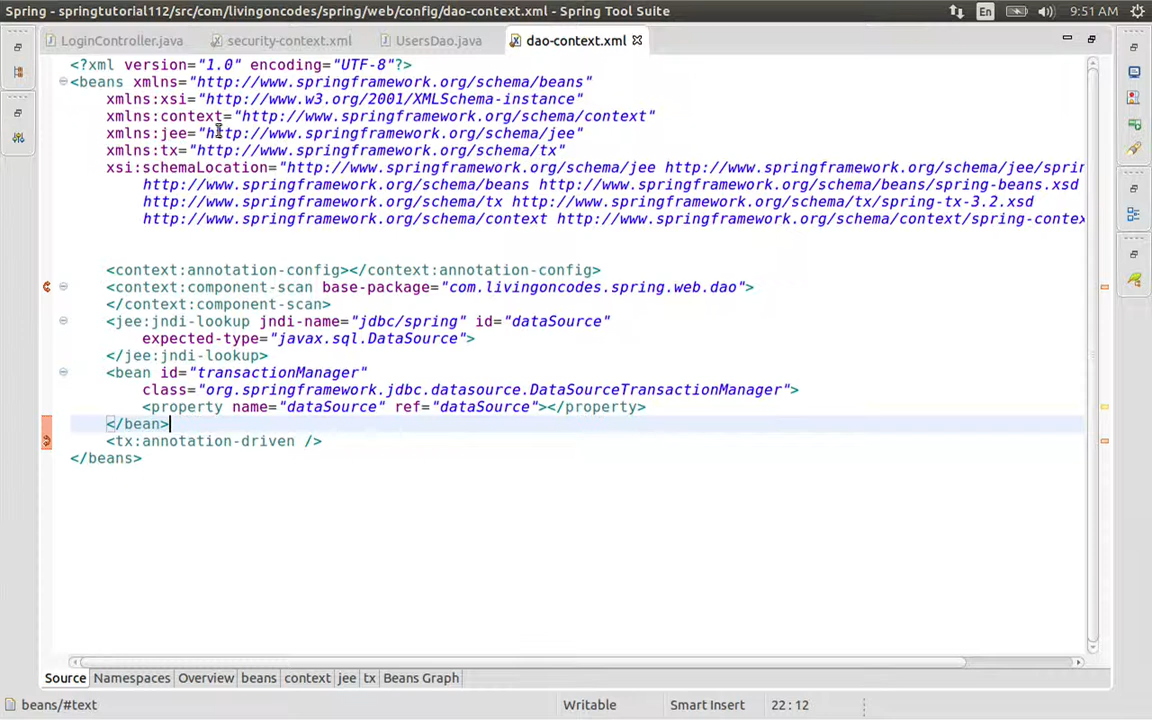 Spring - springtutorial112/src/com/livingoncodes/spring/web/config/dao-context.xml - Spring Tool Suite
En
9:51 AM
LoginController.java
security-context.xml
UsersDao.java
dao-context.xml
<?xml version="1.0" encoding="UTF-8"?>
<beans xmlns="http://www.springframework.org/schema/beans"
xmlns:xsi="http://www.w3.org/2001/XMLSchema-instance"
xmlns:context="http://www.springframework.org/schema/context"
xmlns:jee="http://www.springframework.org/schema/jee"
xmlns:tx="http://www.springframework.org/schema/tx"
xsi:schemaLocation="http://www.springframework.org/schema/jee http://www.springframework.org/schema/jee/sprin
http://www.springframework.org/schema/beans http://www.springframework.org/schema/beans/spring-beans.xsd
http://www.springframework.org/schema/tx http://www.springframework.org/schema/tx/spring-tx-3.2.xsd
http://www.springframework.org/schema/context http://www.springframework.org/schema/context/spring-contex
<context:annotation-config></context:annotation-config>
<context:component-scan base-package="com.livingoncodes.spring.web.dao">
</context:component-scan>
<jee:jndi-lookup jndi-name="jdbc/spring" id="dataSource"
expected-type="javax.sql.DataSource">
</jee:jndi-lookup>
<bean id="transactionManager"
class="org.springframework.jdbc.datasource.DataSourceTransactionManager">
<property name="dataSource" ref="dataSource"></property>
</bean>
<tx:annotation-driven />
</beans>
Source
Namespaces
Overview
beans
context
jee
tx
Beans Graph
beans/#text
Writable
Smart Insert
22 : 12